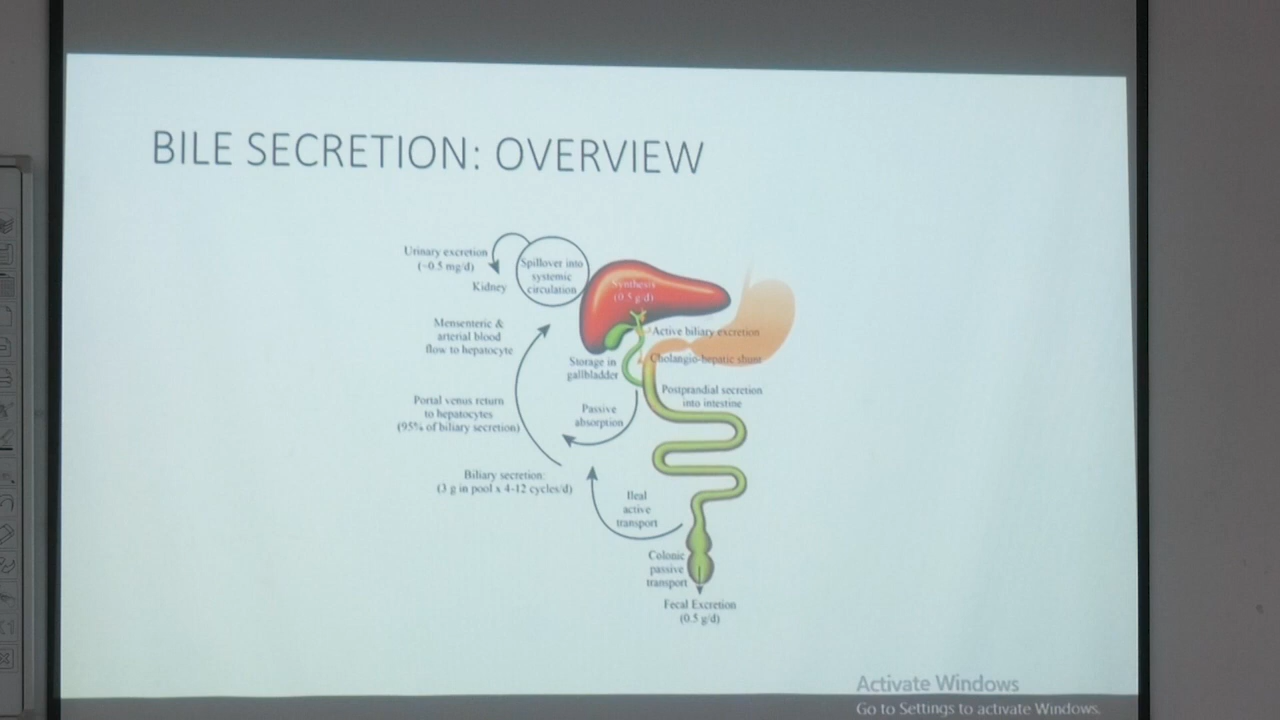 BILE SECRETION: OVERVIEW
Urinary excretion
(~0.5 mg/d)
Kidney
Spillover into
systemic
circulation
Synthesis
(0.5 g/d)
Mensenteric &
arterial blood
flow to hepatocyte
Active biliary excretion
Cholangio-hepatic shunt
Storage in
gallbladder
Postprandial secretion
into intestine
Portal venus return
to hepatocytes
(95% of biliary secretion)
Passive
absorption
Biliary secretion:
(3 g in pool x 4-12 cycles/d)
Ileal
active
transport
Colonic
passive
transport
Fecal Excretion
(0.5 g/d)
Activate Windows
Go to Settings to activate Windows.